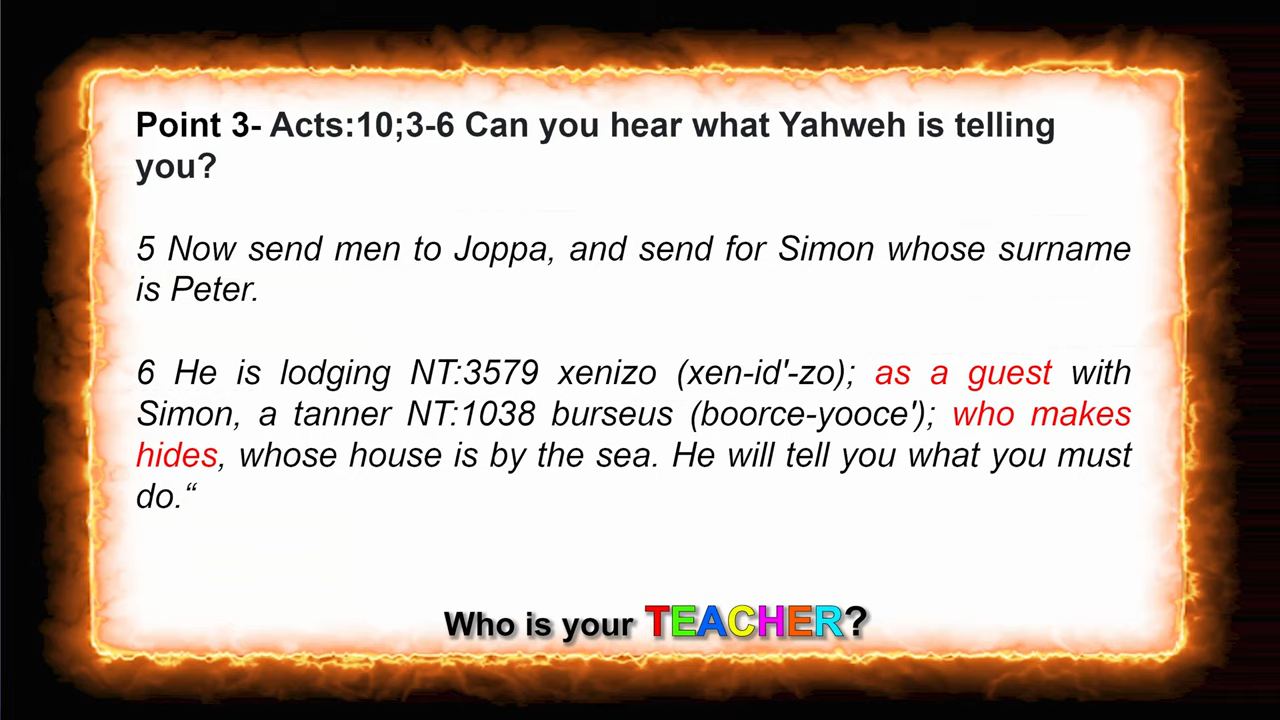 Point 3- Acts:10;3-6 Can you hear what Yahweh is telling
you?
5 Now send men to Joppa, and send for Simon whose surname
is Peter.
6 He is lodging NT:3579 xenizo (xen-id'-zo); as a guest with
Simon, a tanner NT:1038 burseus (boorce-yooce'); who makes
hides, whose house is by the sea. He will tell you what you must
do.“
Who is your TEACHER?